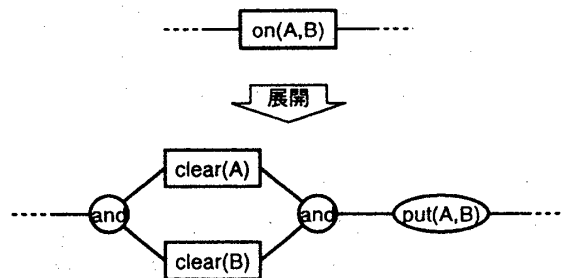 on(A,B)
展開
clear(A)
and
and
put(A,B)
clear(B)